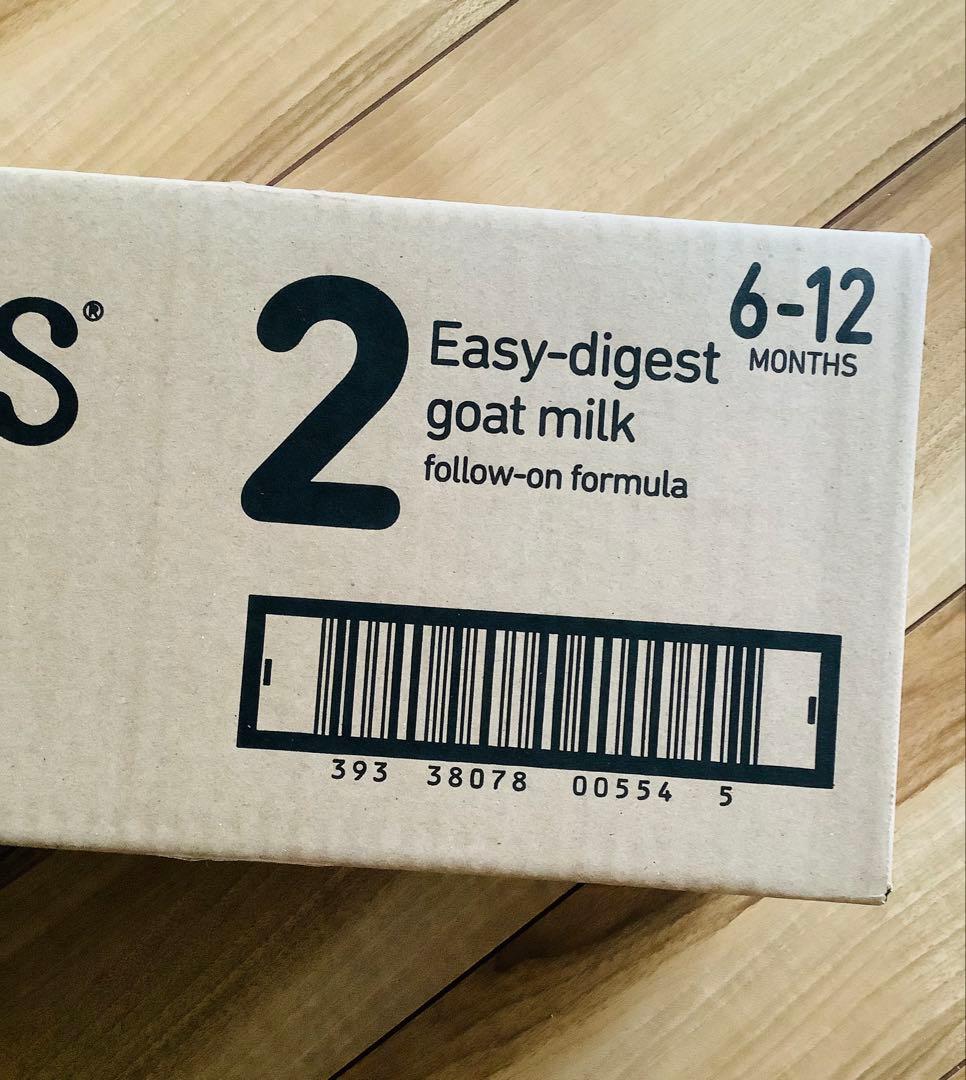 s®
2
Easy-digest
goat milk
follow-on formula
6-12
MONTHS
393 38078 00554 5